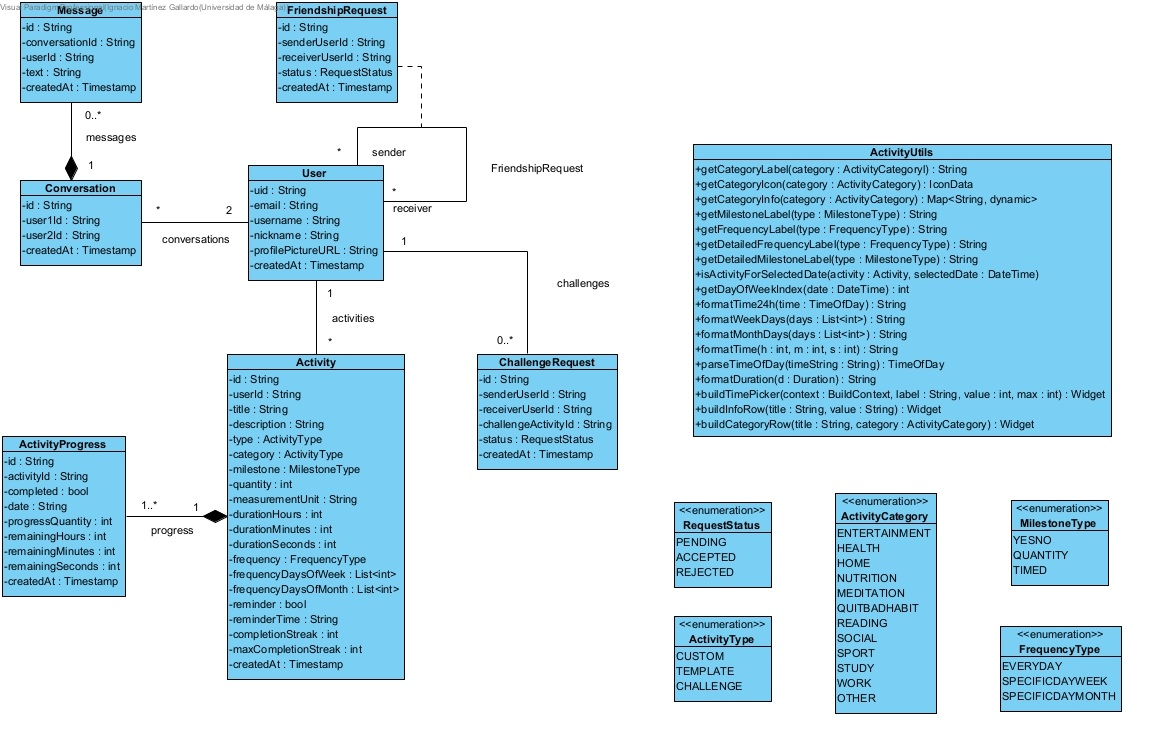 Visual Paradigm Ignacio Martínez Gallardo(Universidad de Málaga)
Message
-id : String
-conversationId : String
-userId : String
-text : String
-createdAt : Timestamp
0..*
messages
1
Conversation
-id : String
-user1Id : String
-user2Id : String
-createdAt : Timestamp
*
2
conversations
FriendshipRequest
-id : String
-senderUserId : String
-receiverUserId : String
-status : RequestStatus
-createdAt : Timestamp
*
sender
FriendshipRequest
*
receiver
User
-uid : String
-email : String
-username : String
-nickname : String
-profilePictureURL : String
-createdAt : Timestamp
1
challenges
0..*
1
activities
*
Activity
-id : String
-userId : String
-title : String
-description : String
-type : ActivityType
-category : ActivityType
-milestone : MilestoneType
-quantity : int
-measurementUnit : String
-durationHours : int
-durationMinutes : int
-durationSeconds : int
-frequency : FrequencyType
-frequencyDaysOfWeek : List<int>
-frequencyDaysOfMonth : List<int>
-reminder : bool
-reminderTime : String
-completionStreak : int
-maxCompletionStreak : int
-createdAt : Timestamp
ChallengeRequest
-id : String
-senderUserId : String
-receiverUserId : String
-challengeActivityId : String
-status : RequestStatus
-createdAt : Timestamp
ActivityProgress
-id : String
-activityId : String
-completed : bool
-date : String
-progressQuantity : int
-remainingHours : int
-remainingMinutes : int
-remainingSeconds : int
-createdAt : Timestamp
1..*
1
progress
ActivityUtils
+getCategoryLabel(category : ActivityCategoryl) : String
+getCategoryIcon(category : ActivityCategory) : IconData
+getCategoryInfo(category : ActivityCategory) : Map<String, dynamic>
+getMilestoneLabel(type : MilestoneType) : String
+getFrequencyLabel(type : FrequencyType) : String
+getDetailedFrequencyLabel(type : FrequencyType) : String
+getDetailedMilestoneLabel(type : MilestoneType) : String
+isActivityForSelectedDate(activity : Activity, selectedDate : DateTime)
+getDayOfWeekIndex(date : DateTime) : int
+formatTime24h(time : TimeOfDay) : String
+formatWeekDays(days : List<int>) : String
+formatMonthDays(days : List<int>) : String
+formatTime(h : int, m : int, s : int) : String
+parseTimeOfDay(timeString : String) : TimeOfDay
+formatDuration(d : Duration) : String
+buildTimePicker(context : BuildContext, label : String, value : int, max : int) : Widget
+buildInfoRow(title : String, value : String) : Widget
+buildCategoryRow(title : String, category : ActivityCategory) : Widget
<<enumeration>>
RequestStatus
PENDING
ACCEPTED
REJECTED
<<enumeration>>
ActivityType
CUSTOM
TEMPLATE
CHALLENGE
<<enumeration>>
ActivityCategory
ENTERTAINMENT
HEALTH
HOME
NUTRITION
MEDITATION
QUITBADHABIT
READING
SOCIAL
SPORT
STUDY
WORK
OTHER
<<enumeration>>
MilestoneType
YESNO
QUANTITY
TIMED
<<enumeration>>
FrequencyType
EVERYDAY
SPECIFICDAYWEEK
SPECIFICDAYMONTH